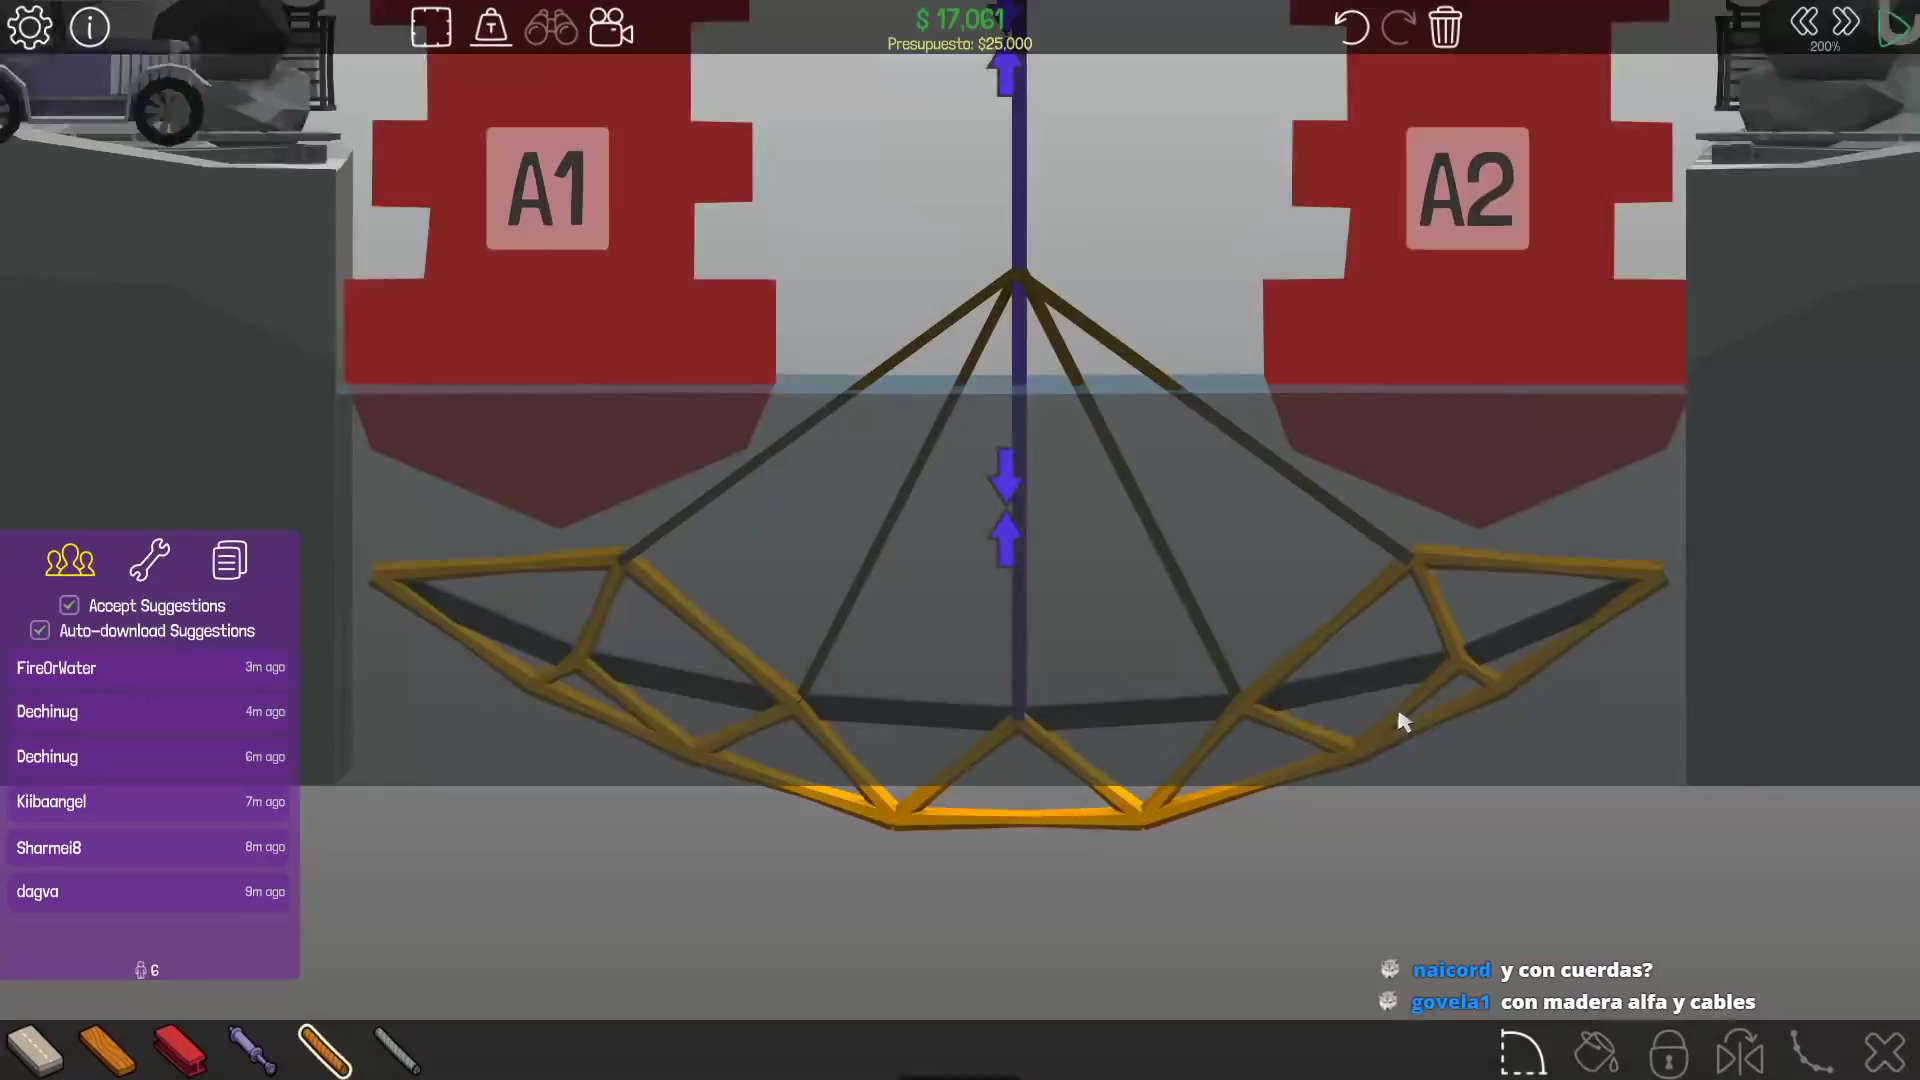 $ 17,061
Presupuesto: $25,000
200%
A1
A2
Accept Suggestions
Auto-download Suggestions
FireOrWater 3m ago
Dechinug 4m ago
Dechinug 6m ago
Kiibaangel 7m ago
Sharmei8 8m ago
dagva 9m ago
6
naicord y con cuerdas?
govela1 con madera alfa y cables